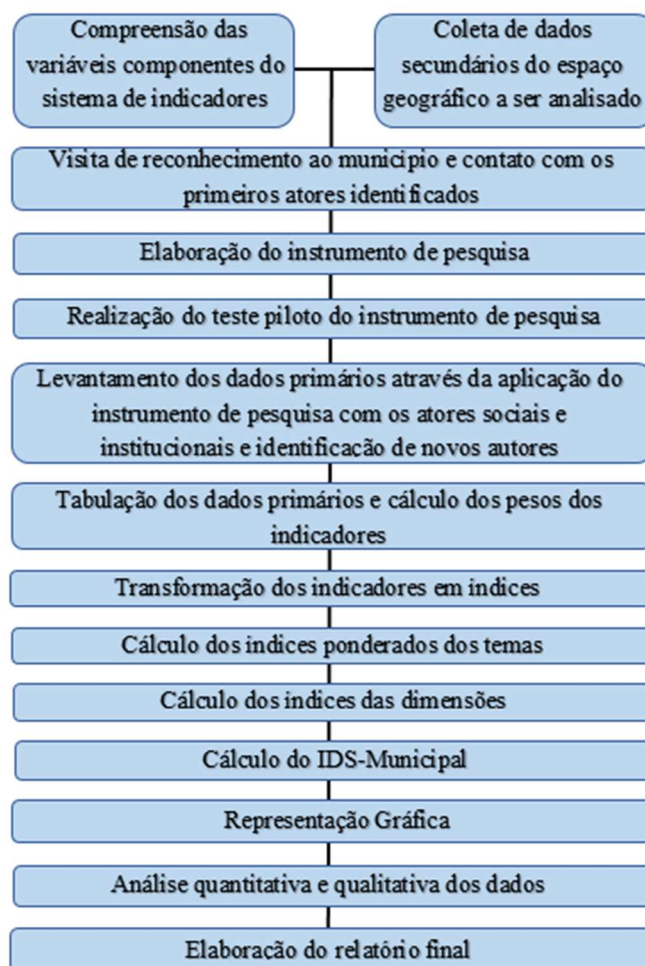 Compreensão das
variáveis componentes do
sistema de indicadores
Coleta de dados
secundários do espaço
geográfico a ser analisado
Visita de reconhecimento ao município e contato com os
primeiros atores identificados
Elaboração do instrumento de pesquisa
Realização do teste piloto do instrumento de pesquisa
Levantamento dos dados primários através da aplicação do
instrumento de pesquisa com os atores sociais e
institucionais e identificação de novos autores
Tabulação dos dados primários e cálculo dos pesos dos
indicadores
Transformação dos indicadores em índices
Cálculo dos índices ponderados dos temas
Cálculo dos índices das dimensões
Cálculo do IDS-Municipal
Representação Gráfica
Análise quantitativa e qualitativa dos dados
Elaboração do relatório final